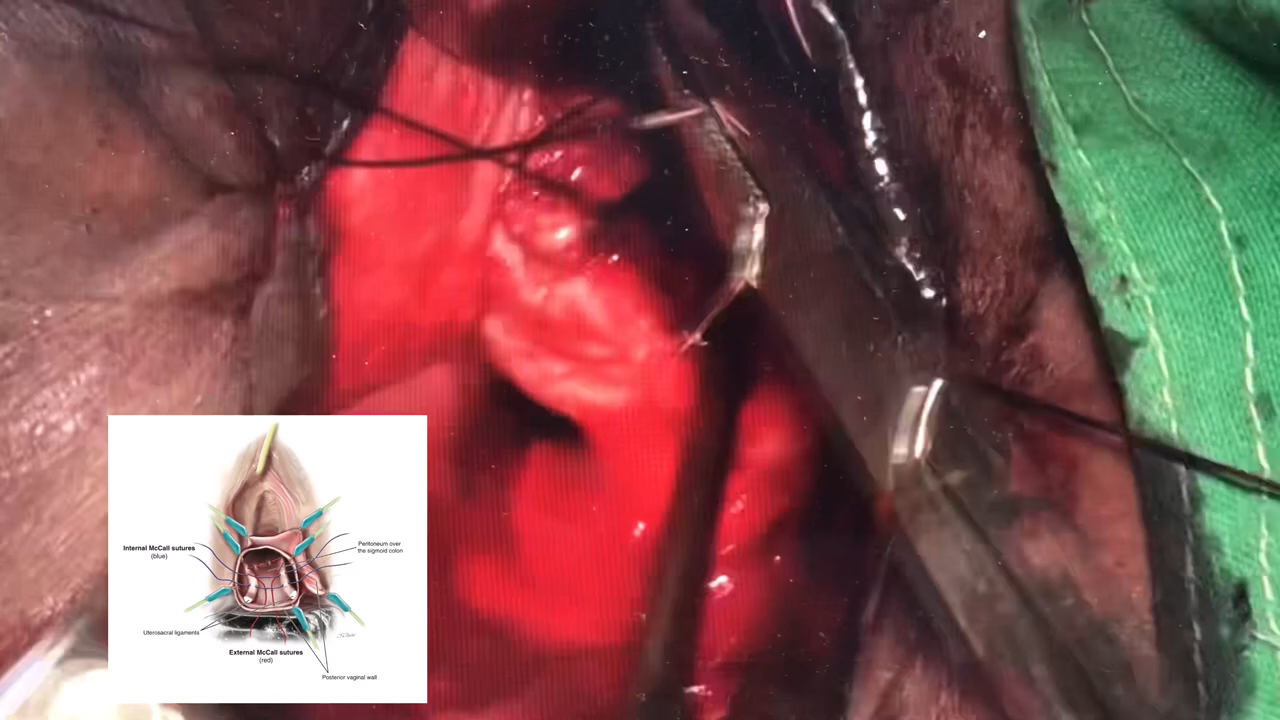 Internal McCall sutures
(blue)
Peritoneum over
the sigmoid colon
Uterosacral ligaments
External McCall sutures
(red)
Posterior vaginal wall